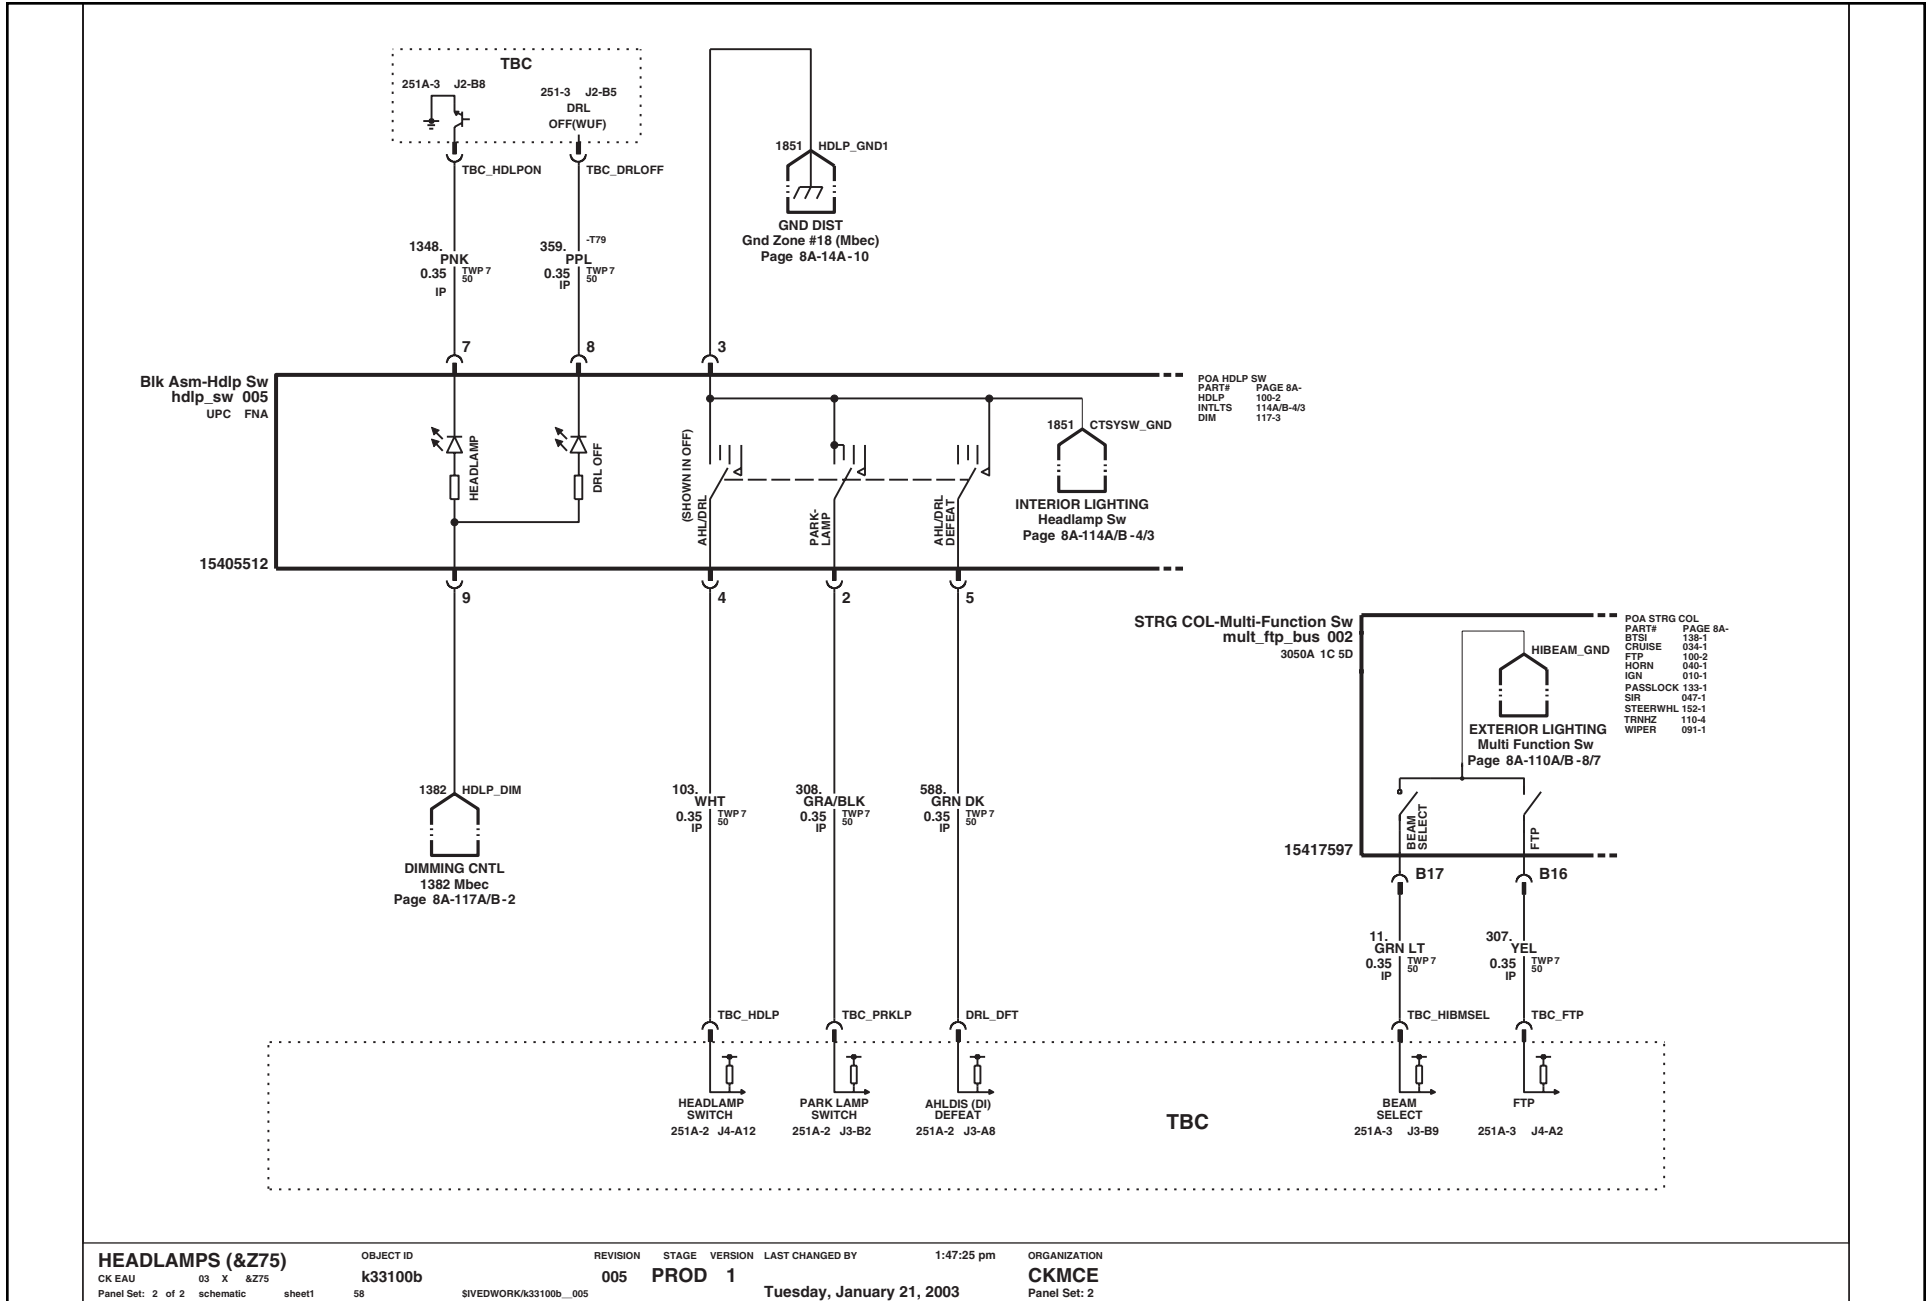 TBC
251A-3 J2-B8
251-3 J2-B5
DRL
OFF(WUF)
TBC_HDLPON
TBC_DRLOFF
1851 HDLP_GND1
GND DIST
Gnd Zone #18 (Mbec)
Page 8A-14A-10
1348.
PNK
0.35 TWP 7
50
IP
-T79
359.
PPL
0.35 TWP 7
50
IP
7
8
3
Blk Asm-Hdlp Sw
hdlp_sw 005
UPC FNA
15405512
HEADLAMP
DRL OFF
(SHOWN IN OFF)
AHL/DRL
PARK-
LAMP
AHL/DRL
DEFEAT
1851 CTSYSW_GND
INTERIOR LIGHTING
Headlamp Sw
Page 8A-114A/B-4/3
POA HDLP SW
PART# PAGE 8A-
HDLP 100-2
INTLTS 114A/B-4/3
DIM 117-3
9
4
2
5
STRG COL-Multi-Function Sw
mult_ftp_bus 002
3050A 1C 5D
15417597
HIBEAM_GND
EXTERIOR LIGHTING
Multi Function Sw
Page 8A-110A/B-8/7
BEAM
SELECT
FTP
POA STRG COL
PART# PAGE 8A-
BTSI 138-1
CRUISE 034-1
FTP 100-2
HORN 040-1
IGN 010-1
PASSLOCK 133-1
SIR 047-1
STEERWHL 152-1
TRNHZ 110-4
WIPER 091-1
1382 HDLP_DIM
DIMMING CNTL
1382 Mbec
Page 8A-117A/B-2
103.
WHT
0.35 TWP 7
50
IP
308.
GRA/BLK
0.35 TWP 7
50
IP
588.
GRN DK
0.35 TWP 7
50
IP
B17
B16
11.
GRN LT
0.35 TWP 7
50
IP
307.
YEL
0.35 TWP 7
50
IP
TBC_HDLP
TBC_PRKLP
DRL_DFT
TBC_HIBMSEL
TBC_FTP
HEADLAMP
SWITCH
251A-2 J4-A12
PARK LAMP
SWITCH
251A-2 J3-B2
AHLDIS (DI)
DEFEAT
251A-2 J3-A8
TBC
BEAM
SELECT
251A-3 J3-B9
FTP
251A-3 J4-A2
HEADLAMPS (&Z75)
CK EAU 03 X &Z75
Panel Set: 2 of 2 schematic sheet1
OBJECT ID
k33100b
58 $IVEDWORK/k33100b__005
REVISION STAGE VERSION LAST CHANGED BY 1:47:25 pm
005 PROD 1
Tuesday, January 21, 2003
ORGANIZATION
CKMCE
Panel Set: 2